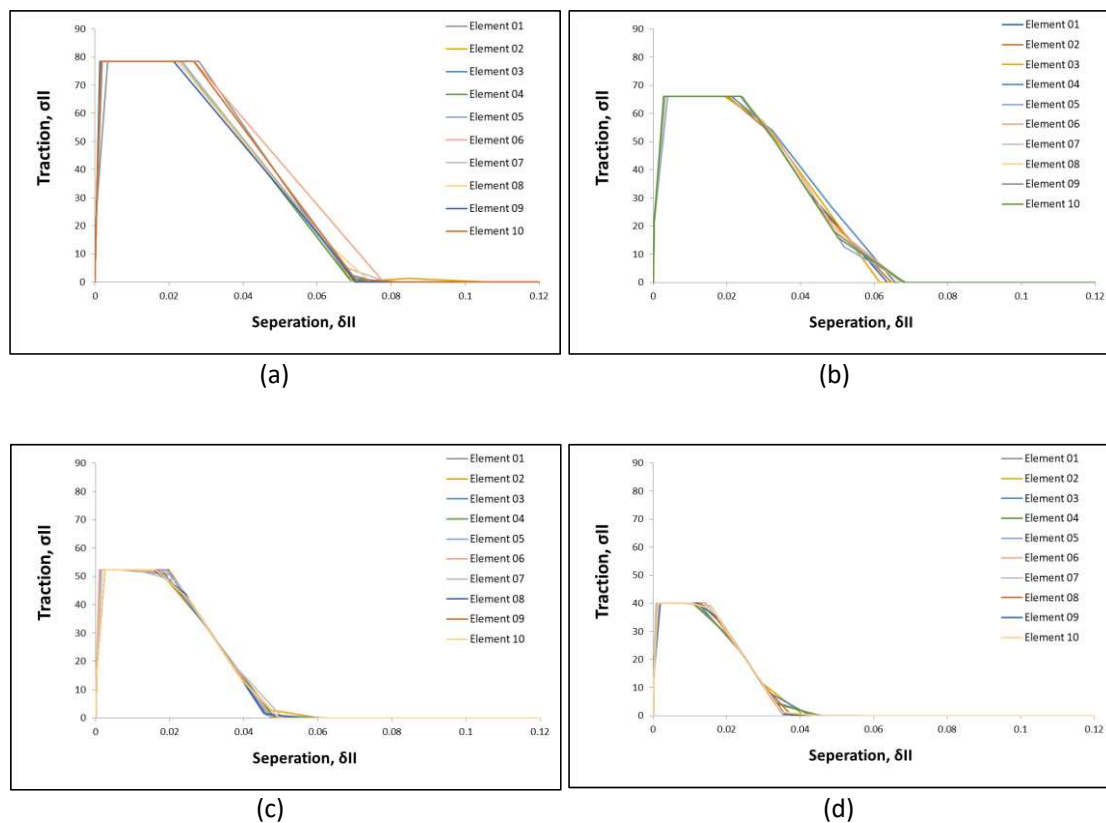 90
80
70
60
50
40
30
20
10
0
Traction, σII
0
0.02
0.04
0.06
0.08
0.1
0.12
Seperation, δII
Element 01
Element 02
Element 03
Element 04
Element 05
Element 06
Element 07
Element 08
Element 09
Element 10
(a)
90
80
70
60
50
40
30
20
10
0
Traction, σII
0
0.02
0.04
0.06
0.08
0.1
0.12
Seperation, δII
Element 01
Element 02
Element 03
Element 04
Element 05
Element 06
Element 07
Element 08
Element 09
Element 10
(b)
90
80
70
60
50
40
30
20
10
0
Traction, σII
0
0.02
0.04
0.06
0.08
0.1
0.12
Seperation, δII
Element 01
Element 02
Element 03
Element 04
Element 05
Element 06
Element 07
Element 08
Element 09
Element 10
(c)
90
80
70
60
50
40
30
20
10
0
Traction, σII
0
0.02
0.04
0.06
0.08
0.1
0.12
Seperation, δII
Element 01
Element 02
Element 03
Element 04
Element 05
Element 06
Element 07
Element 08
Element 09
Element 10
(d)